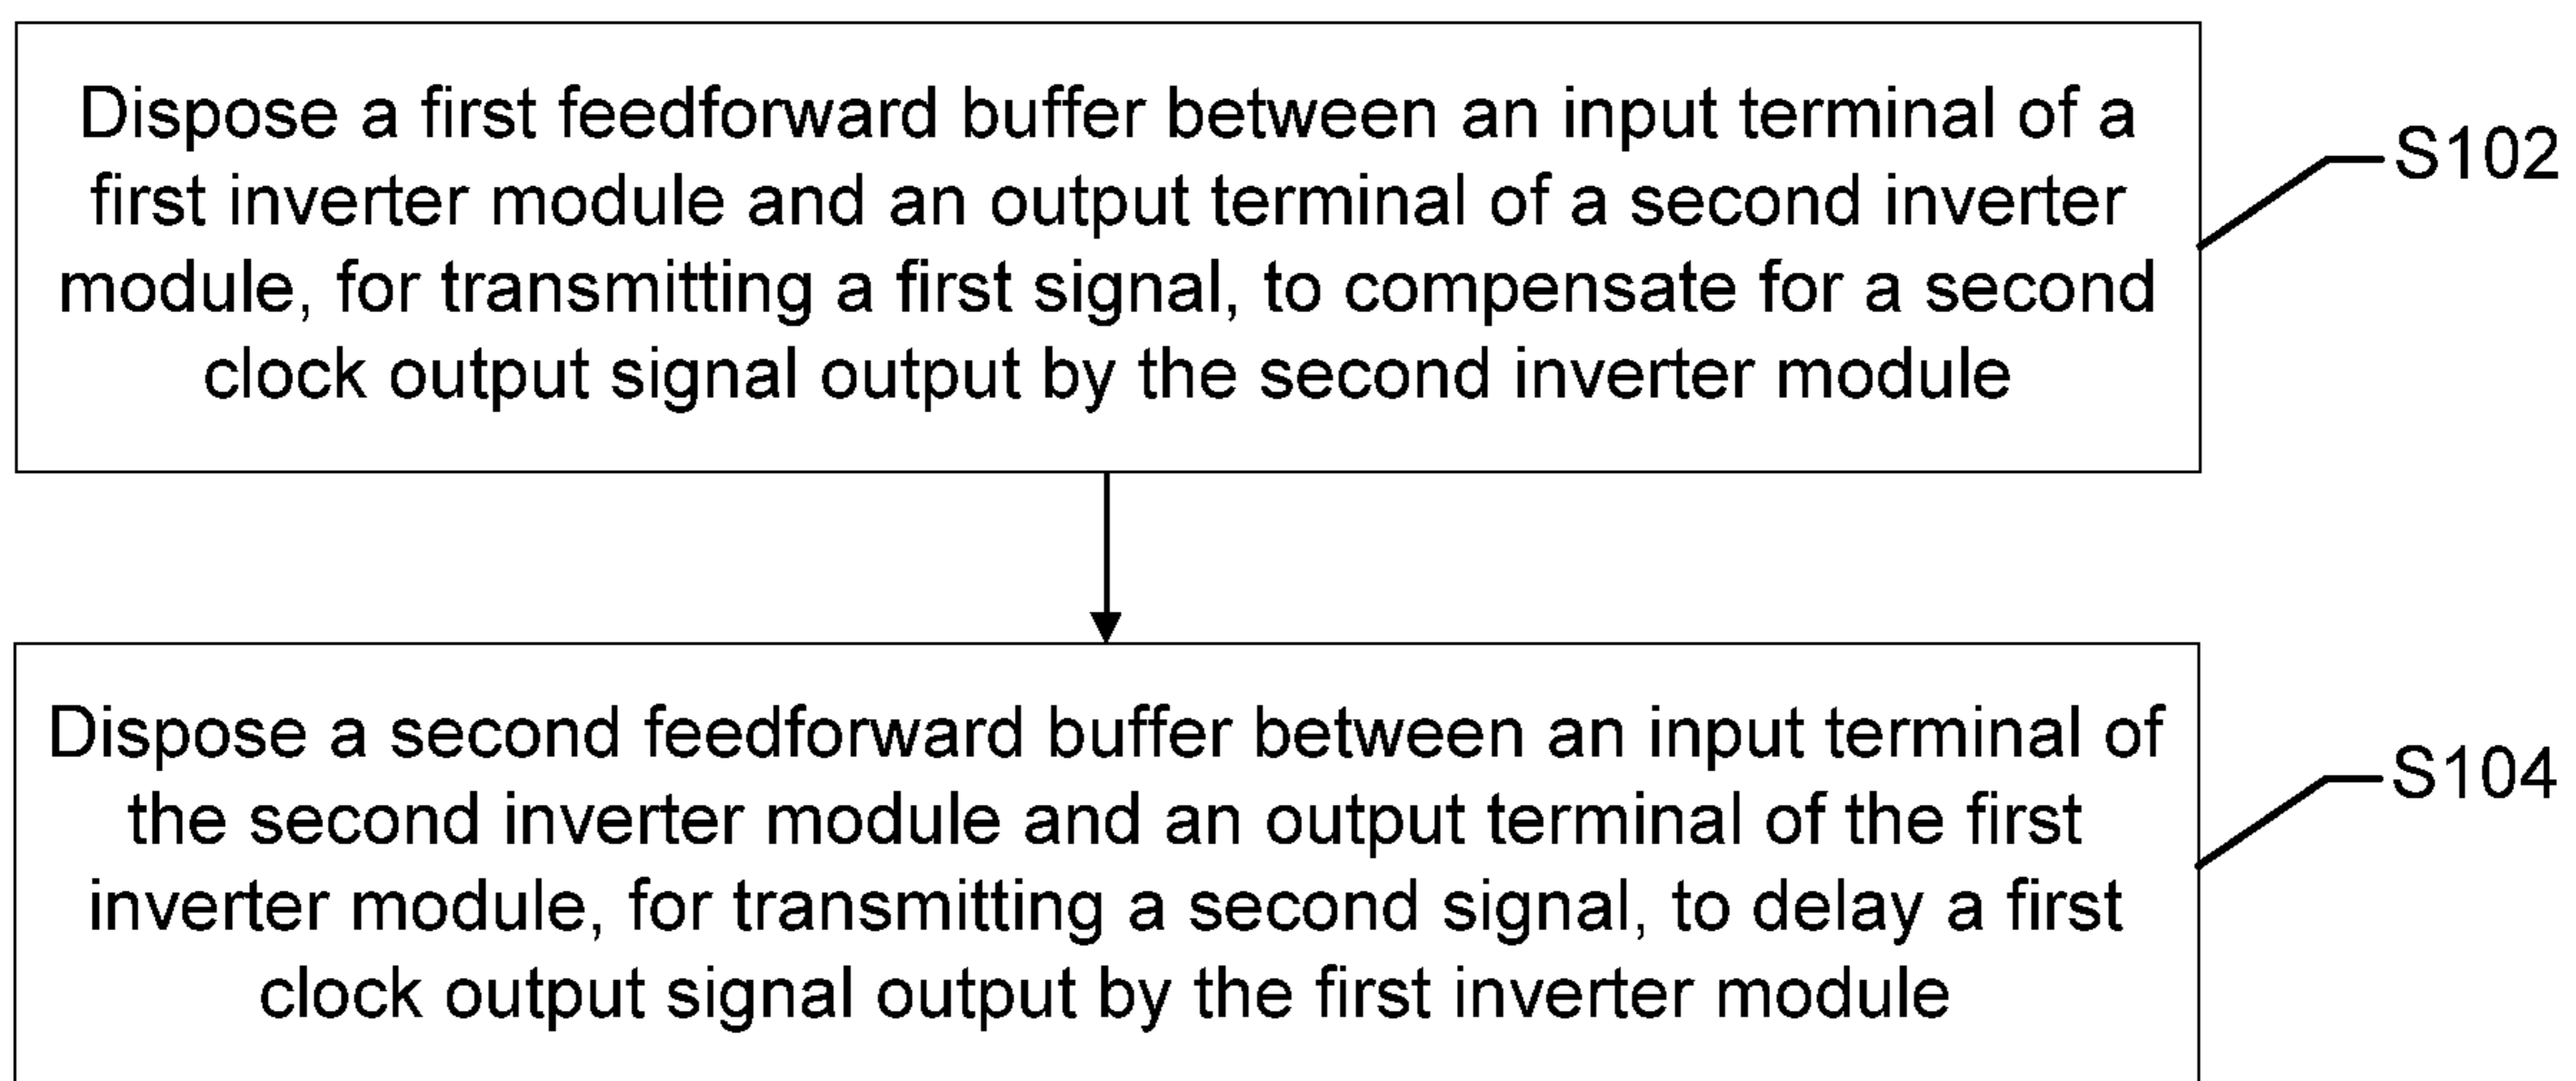 Dispose a first feedforward buffer between an input terminal of a
first inverter module and an output terminal of a second inverter
module, for transmitting a first signal, to compensate for a second
clock output signal output by the second inverter module
S102
Dispose a second feedforward buffer between an input terminal of
the second inverter module and an output terminal of the first
inverter module, for transmitting a second signal, to delay a first
clock output signal output by the first inverter module
S104